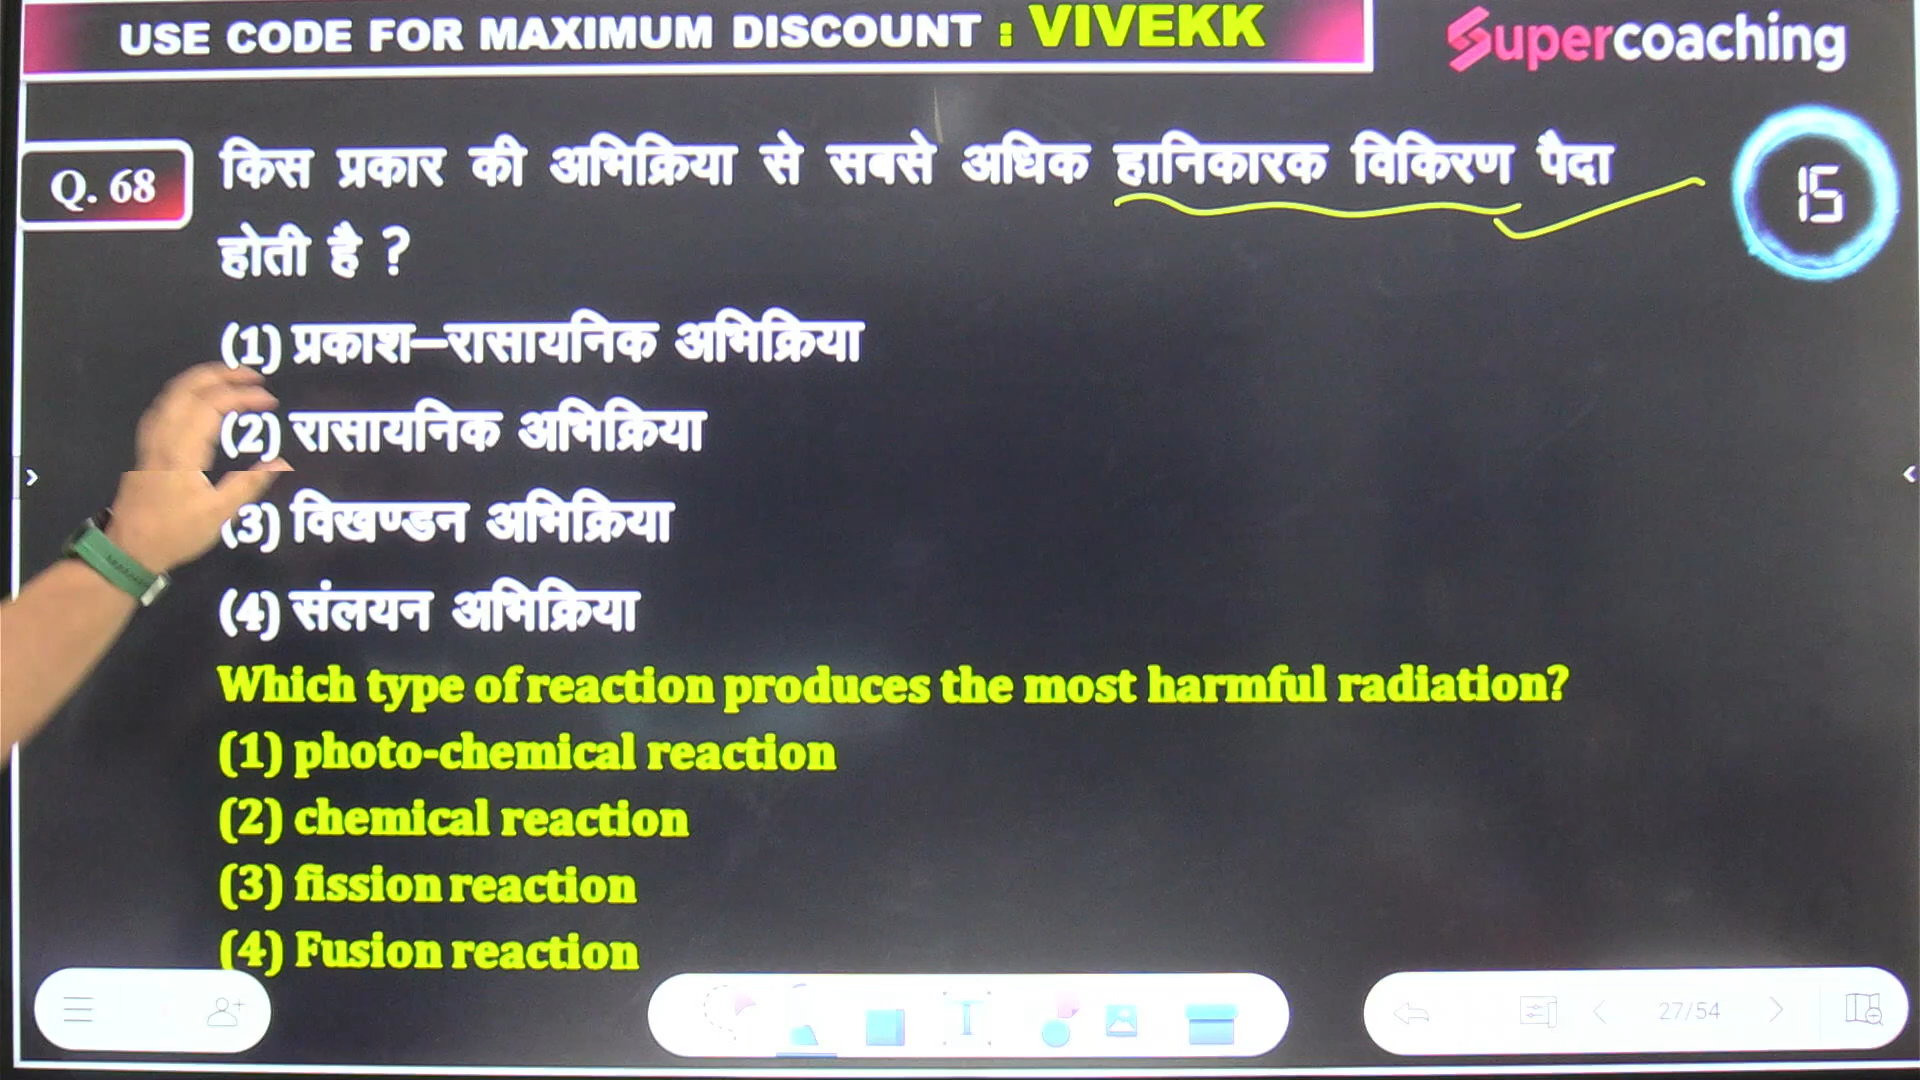 USE CODE FOR MAXIMUM DISCOUNT : VIVEKK
Supercoaching
Q. 68
किस प्रकार की अभिक्रिया से सबसे अधिक हानिकारक विकिरण पैदा
होती है ?
15
(1) प्रकाश–रासायनिक अभिक्रिया
(2) रासायनिक अभिक्रिया
(3) विखण्डन अभिक्रिया
(4) संलयन अभिक्रिया
Which type of reaction produces the most harmful radiation?
(1) photo-chemical reaction
(2) chemical reaction
(3) fission reaction
(4) Fusion reaction
27/54